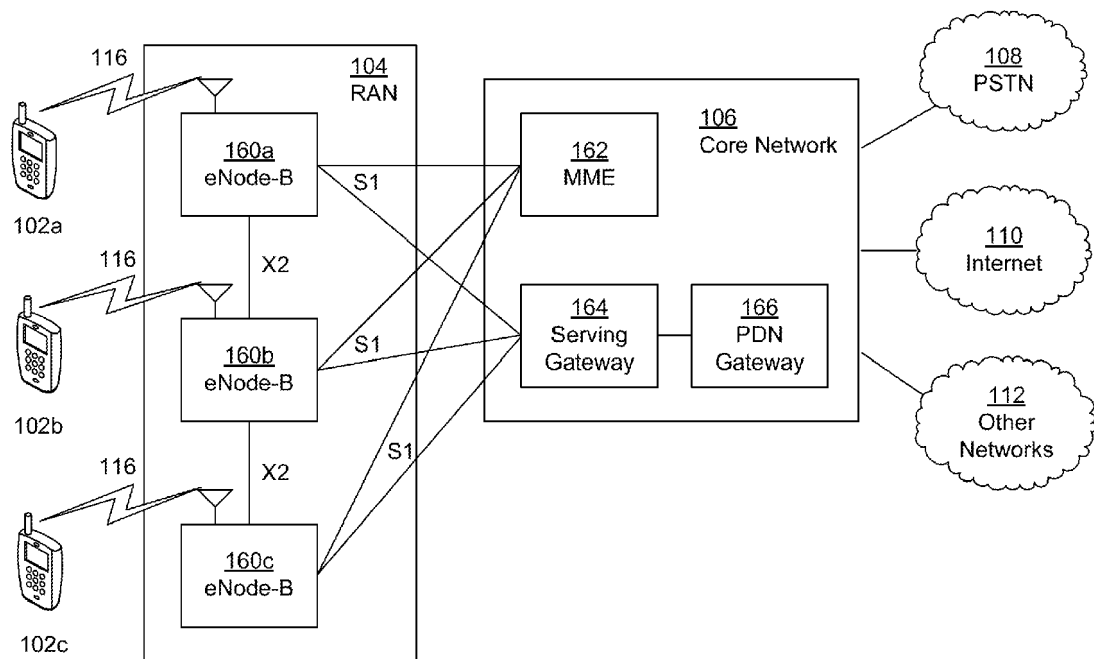 116
102a
116
102b
116
102c
104
RAN
160a
eNode-B
X2
160b
eNode-B
X2
160c
eNode-B
S1
S1
S1
106
Core Network
162
MME
164
Serving
Gateway
166
PDN
Gateway
108
PSTN
110
Internet
112
Other
Networks